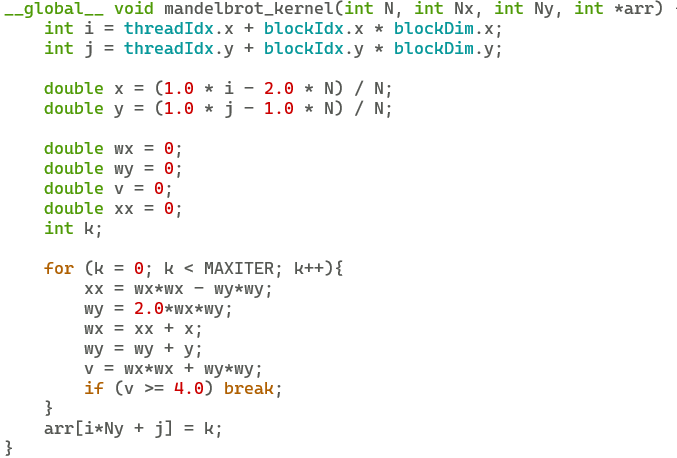 __global__ void mandelbrot_kernel(int N, int Nx, int Ny, int *arr) {
    int i = threadIdx.x + blockIdx.x * blockDim.x;
    int j = threadIdx.y + blockIdx.y * blockDim.y;

    double x = (1.0 * i - 2.0 * N) / N;
    double y = (1.0 * j - 1.0 * N) / N;

    double wx = 0;
    double wy = 0;
    double v = 0;
    double xx = 0;
    int k;

    for (k = 0; k < MAXITER; k++){
        xx = wx*wx - wy*wy;
        wy = 2.0*wx*wy;
        wx = xx + x;
        wy = wy + y;
        v = wx*wx + wy*wy;
        if (v >= 4.0) break;
    }
    arr[i*Ny + j] = k;
}